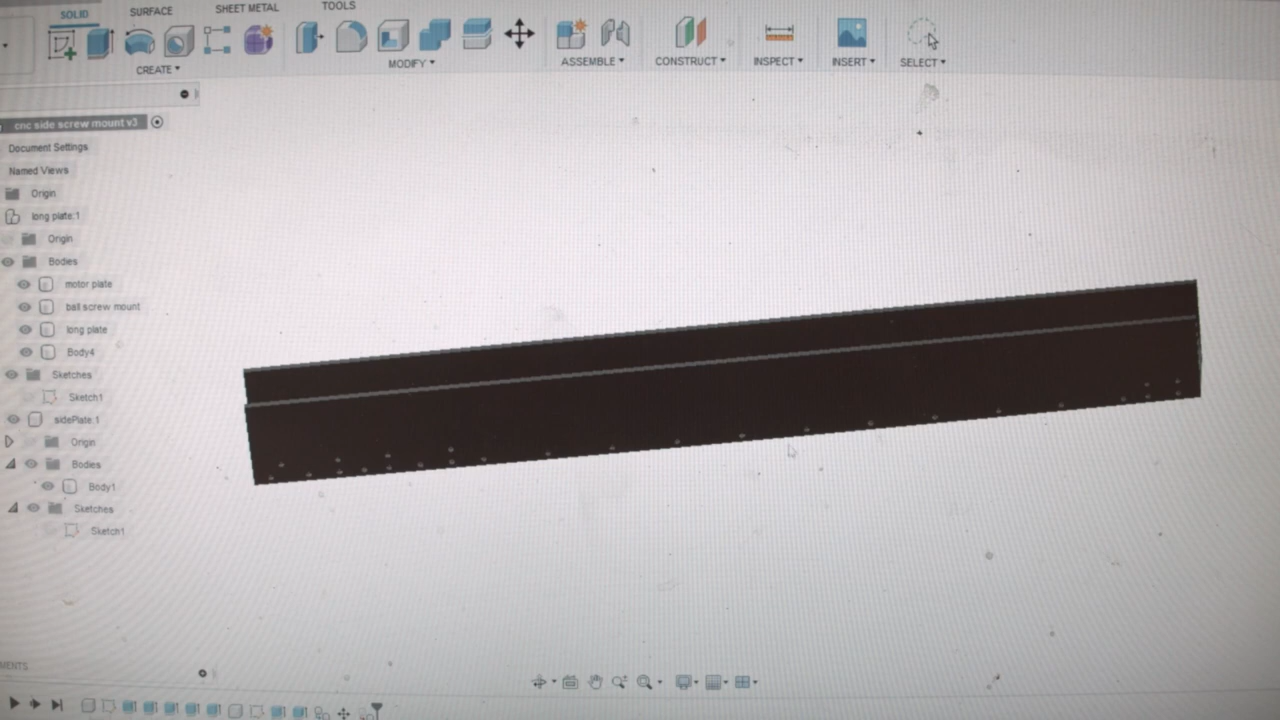 SOLID SURFACE SHEET METAL TOOLS
CREATE MODIFY ASSEMBLE CONSTRUCT INSPECT INSERT SELECT
cnc side screw mount v3
Document Settings
Named Views
Origin
long plate:1
Origin
Bodies
motor plate
ball screw mount
long plate
Body4
Sketches
Sketch1
sidePlate:1
Origin
Bodies
Body1
Sketches
Sketch1
MENTS